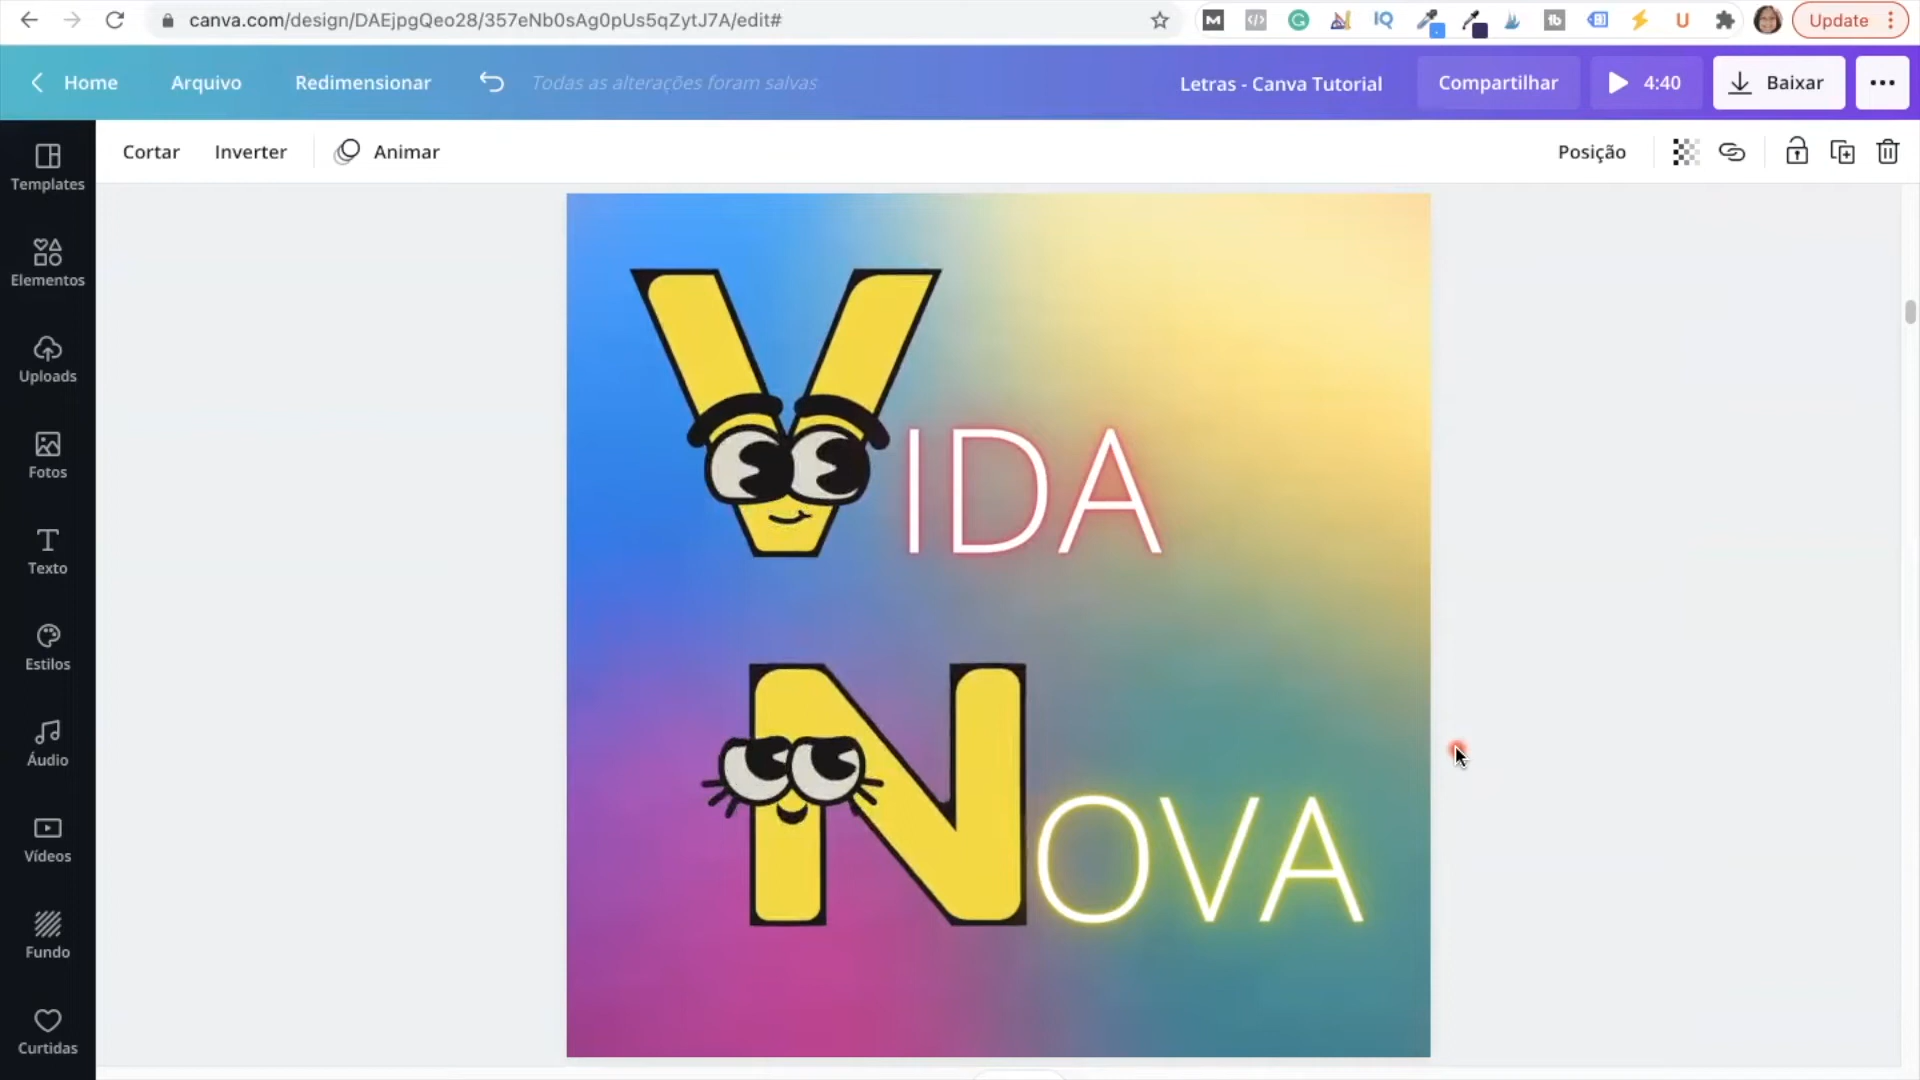 canva.com/design/DAEjpgQeo28/357eNb0sAg0pUs5qZytJ7A/edit#
Update
Home
Arquivo
Redimensionar
Todas as alterações foram salvas
Letras - Canva Tutorial
Compartilhar
4:40
Baixar
Cortar
Inverter
Animar
Posição
Templates
Elementos
Uploads
Fotos
Texto
Estilos
Áudio
Vídeos
Fundo
Curtidas
VIDA
NOVA